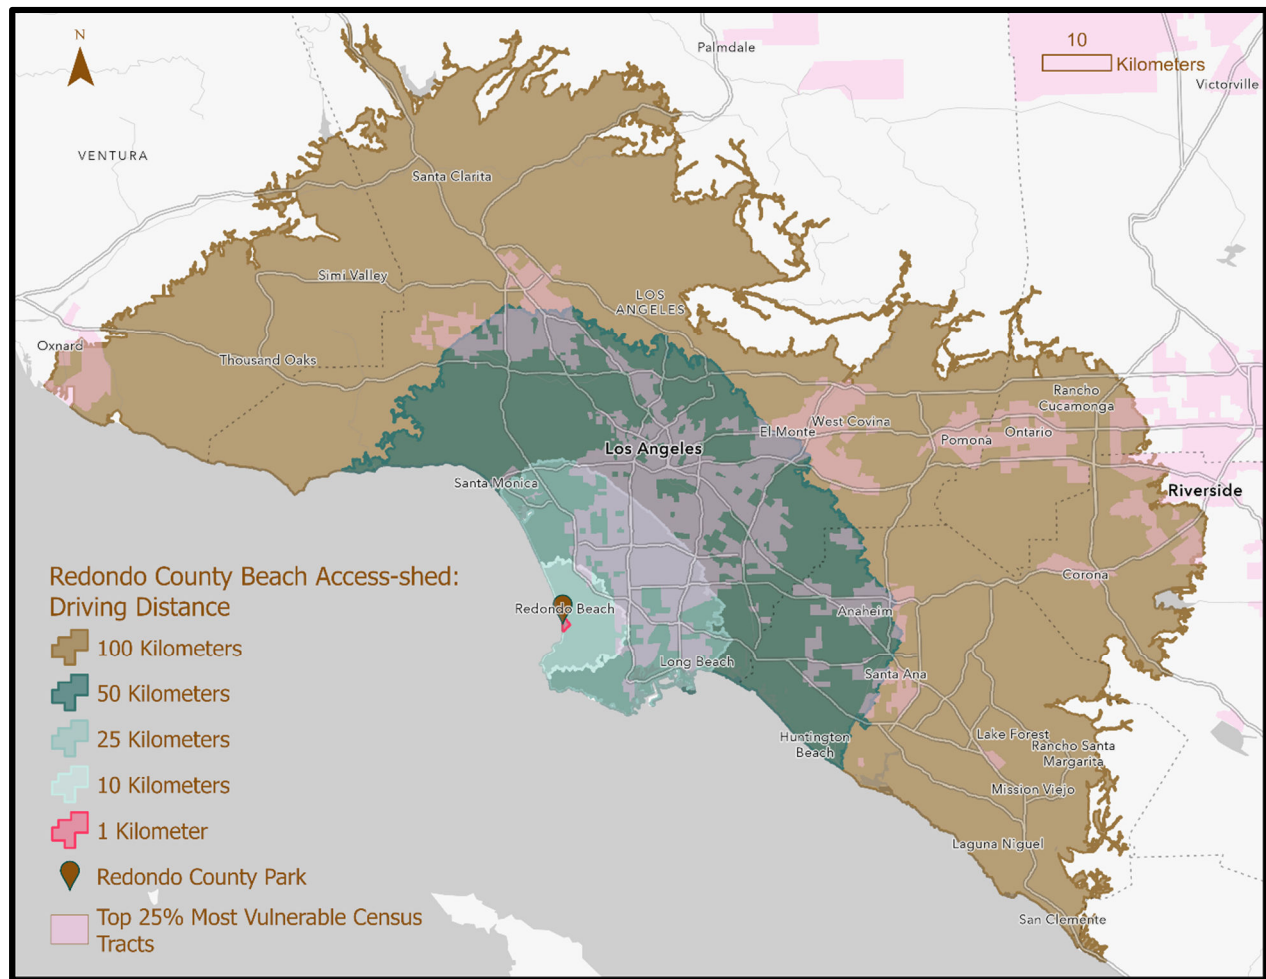 N
10
Kilometers
Palmdale
Victorville
VENTURA
Santa Clarita
Simi Valley
LOS
ANGELES
Oxnard
Thousand Oaks
Rancho
Cucamonga
El Monte
West Covina
Pomona
Ontario
Los Angeles
Santa Monica
Riverside
Corona
Redondo Beach
Anaheim
Long Beach
Santa Ana
Huntington
Beach
Lake Forest
Rancho Santa
Margarita
Mission Viejo
Laguna Niguel
San Clemente
Redondo County Beach Access-shed:
Driving Distance
100 Kilometers
50 Kilometers
25 Kilometers
10 Kilometers
1 Kilometer
Redondo County Park
Top 25% Most Vulnerable Census
Tracts